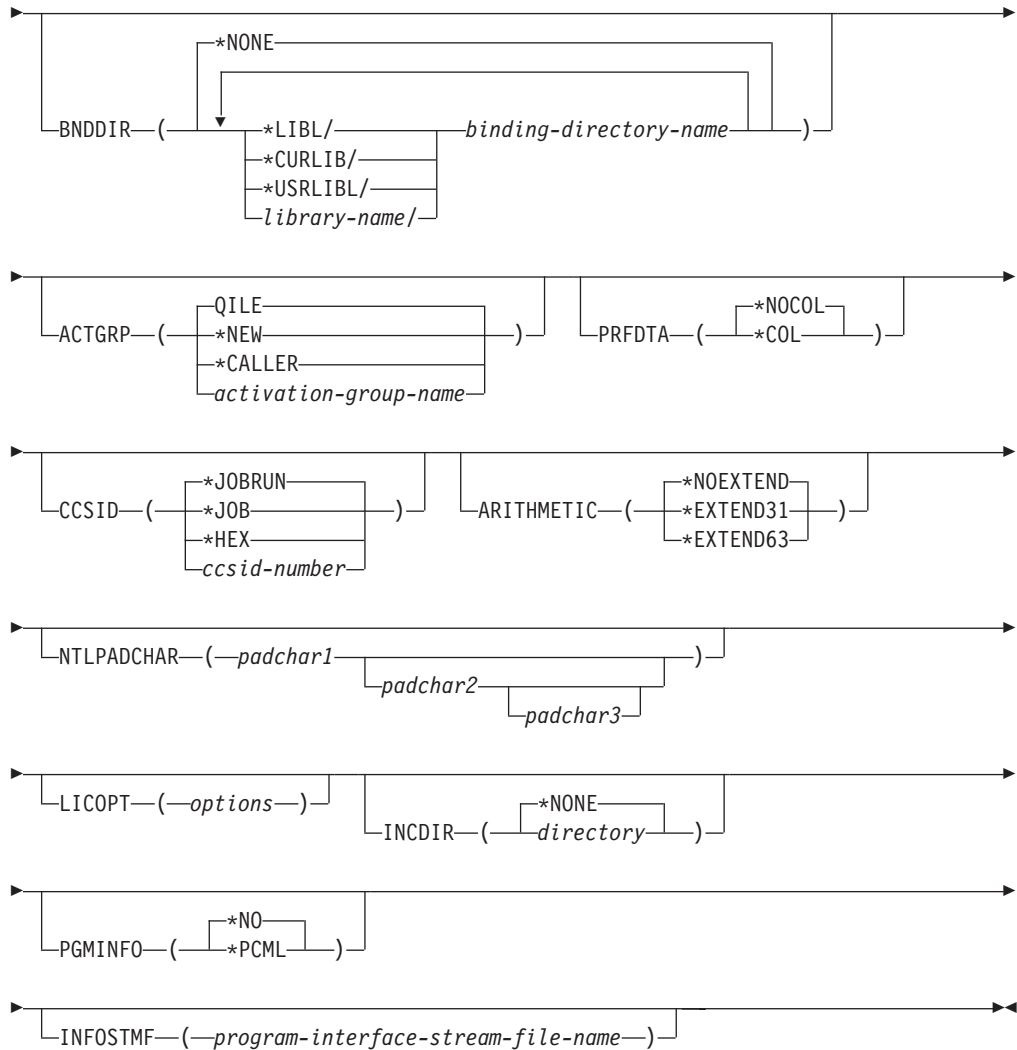 *NONE
BNDDIR ( *LIBL/ binding-directory-name )
*CURLIB/
*USRLIBL/
library-name/
QILE *NOCOL
ACTGRP ( *NEW ) PRFDTA ( *COL )
*CALLER
activation-group-name
*JOBRUN *NOEXTEND
CCSID ( *JOB ) ARITHMETIC ( *EXTEND31 )
*HEX *EXTEND63
ccsid-number
NTLPADCHAR ( padchar1 )
padchar2
padchar3
LICOPT ( options ) *NONE
INCDIR ( directory )
*NO
PGMINFO ( *PCML )
INFOSTMF ( program-interface-stream-file-name )